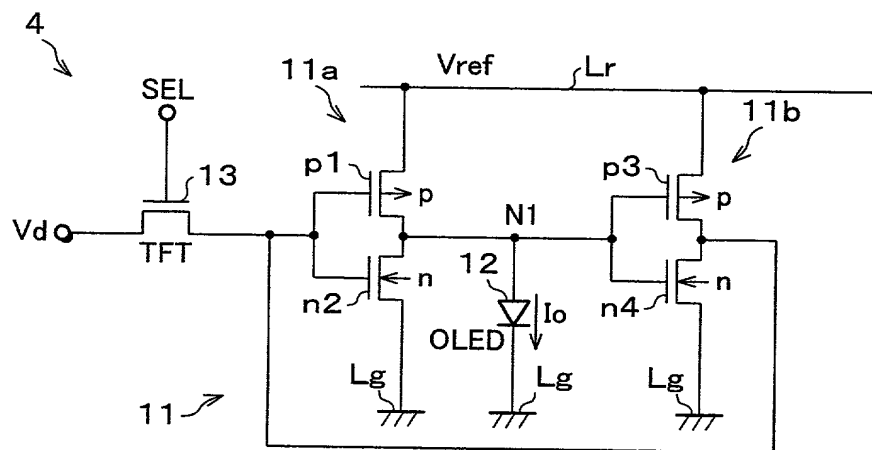 4
Vref
Lr
11a
SEL
11b
p1
p3
13
p
p
Vd
N1
TFT
12
n
n
n2
Io
n4
OLED
Lg
Lg
Lg
11